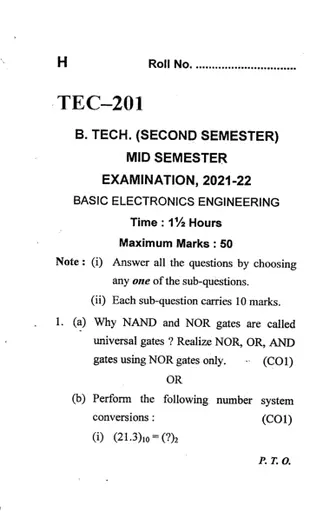 H Roll No. ...............................
TEC–201
B. TECH. (SECOND SEMESTER)
MID SEMESTER
EXAMINATION, 2021-22
BASIC ELECTRONICS ENGINEERING
Time : 1½ Hours
Maximum Marks : 50
Note : (i) Answer all the questions by choosing
any one of the sub-questions.
(ii) Each sub-question carries 10 marks.
1. (a) Why NAND and NOR gates are called
universal gates ? Realize NOR, OR, AND
gates using NOR gates only. (CO1)
OR
(b) Perform the following number system
conversions : (CO1)
(i) (21.3)₁₀ = (?)₂
P. T. O.